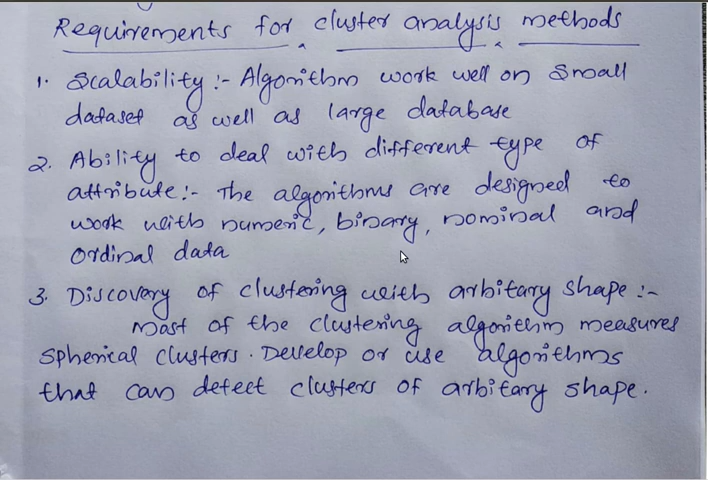 Requirements for cluster analysis methods
1. Scalability :- Algorithm work well on small
dataset as well as large database
2. Ability to deal with different type of
attribute :- The algorithms are designed to
work with numeric, binary, nominal and
ordinal data
3. Discovery of clustering with arbitary shape :-
Most of the clustering algorithm measures
spherical clusters. Develop or use algorithms
that can detect clusters of arbitary shape.